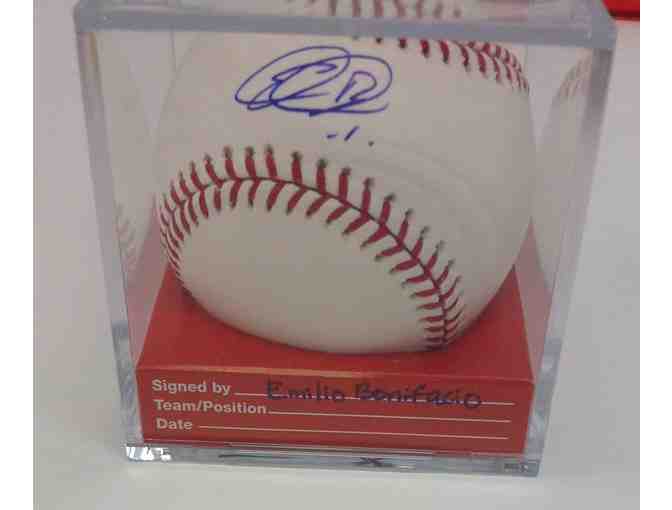 Signed by Emilio Bonifacio
Team/Position
Date